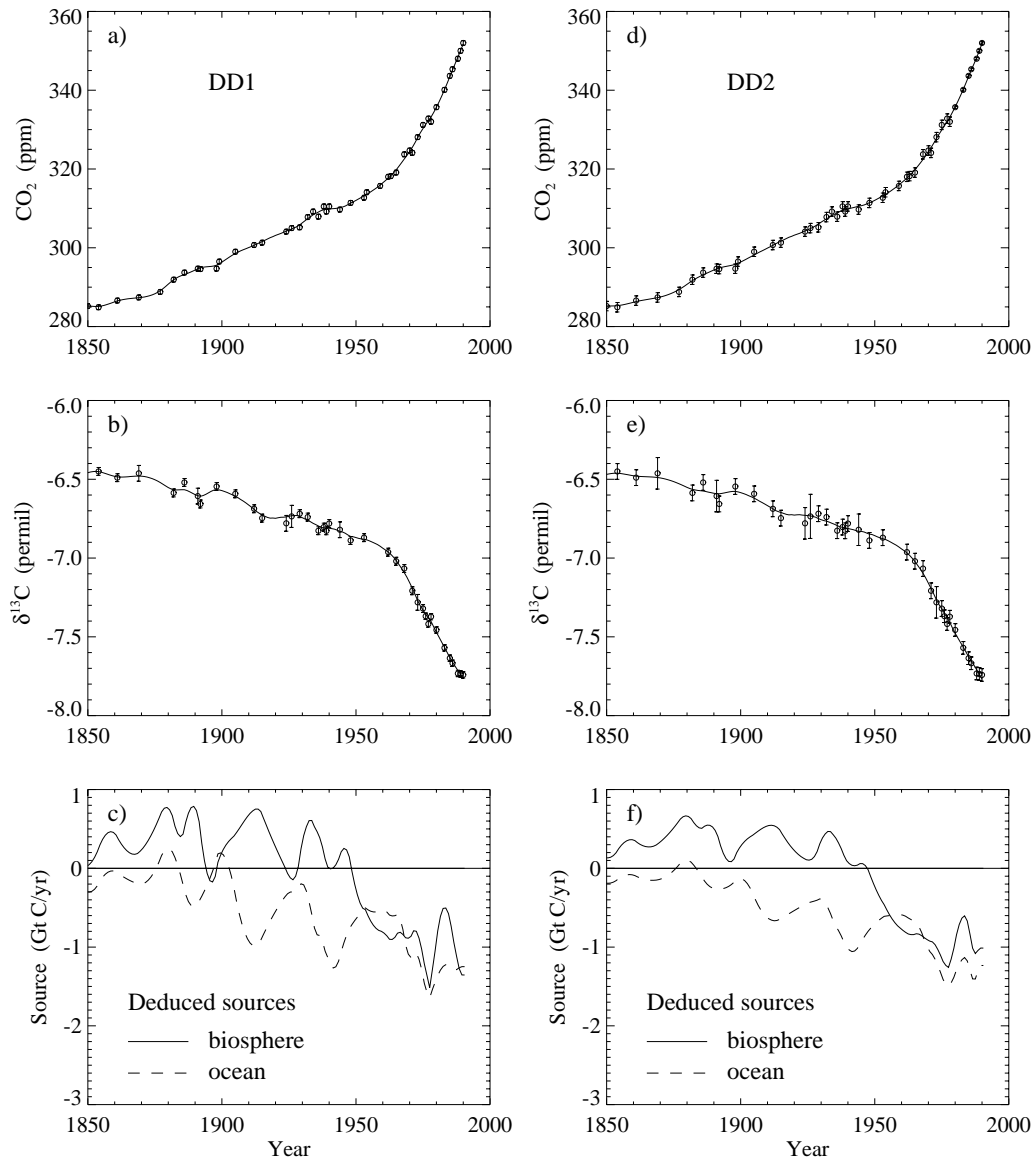 a)
DD1
CO₂ (ppm)
360
340
320
300
280
1850 1900 1950 2000
d)
DD2
CO₂ (ppm)
360
340
320
300
280
1850 1900 1950 2000
b)
δ¹³C (permil)
-6.0
-6.5
-7.0
-7.5
-8.0
1850 1900 1950 2000
e)
δ¹³C (permil)
-6.0
-6.5
-7.0
-7.5
-8.0
1850 1900 1950 2000
c)
Source (Gt C/yr)
1
0
-1
-2
-3
Deduced sources
biosphere
ocean
1850 1900 1950 2000
Year
f)
Source (Gt C/yr)
1
0
-1
-2
-3
Deduced sources
biosphere
ocean
1850 1900 1950 2000
Year